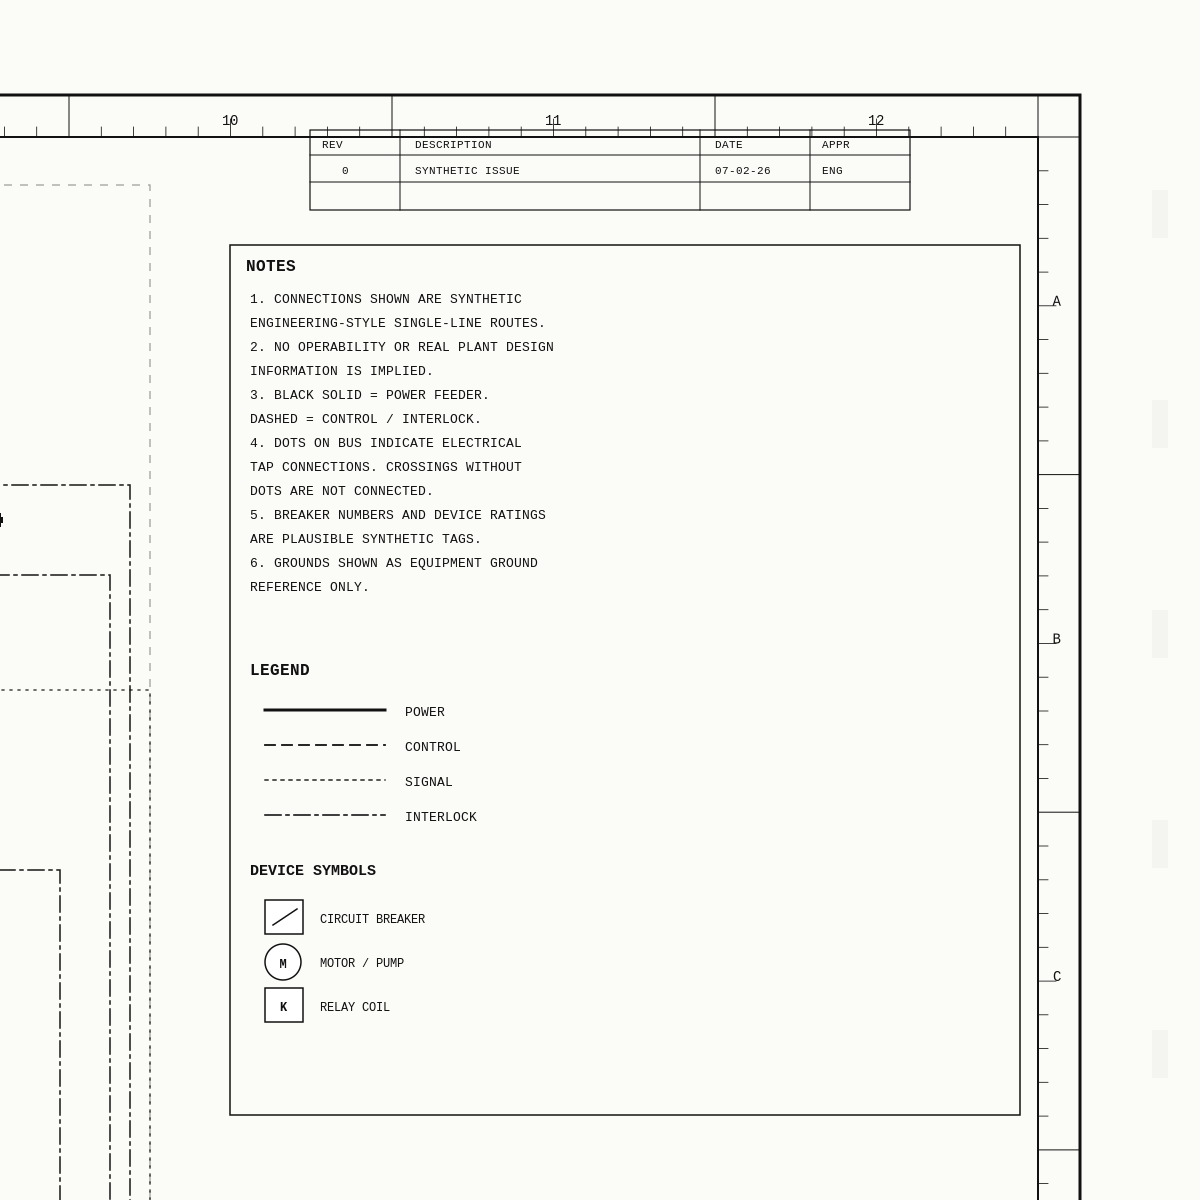 10 11 12
REV DESCRIPTION DATE APPR
0 SYNTHETIC ISSUE 07-02-26 ENG
NOTES
1. CONNECTIONS SHOWN ARE SYNTHETIC
ENGINEERING-STYLE SINGLE-LINE ROUTES.
2. NO OPERABILITY OR REAL PLANT DESIGN
INFORMATION IS IMPLIED.
3. BLACK SOLID = POWER FEEDER.
DASHED = CONTROL / INTERLOCK.
4. DOTS ON BUS INDICATE ELECTRICAL
TAP CONNECTIONS. CROSSINGS WITHOUT
DOTS ARE NOT CONNECTED.
5. BREAKER NUMBERS AND DEVICE RATINGS
ARE PLAUSIBLE SYNTHETIC TAGS.
6. GROUNDS SHOWN AS EQUIPMENT GROUND
REFERENCE ONLY.
LEGEND
POWER
CONTROL
SIGNAL
INTERLOCK
DEVICE SYMBOLS
CIRCUIT BREAKER
M MOTOR / PUMP
K RELAY COIL
A
B
C